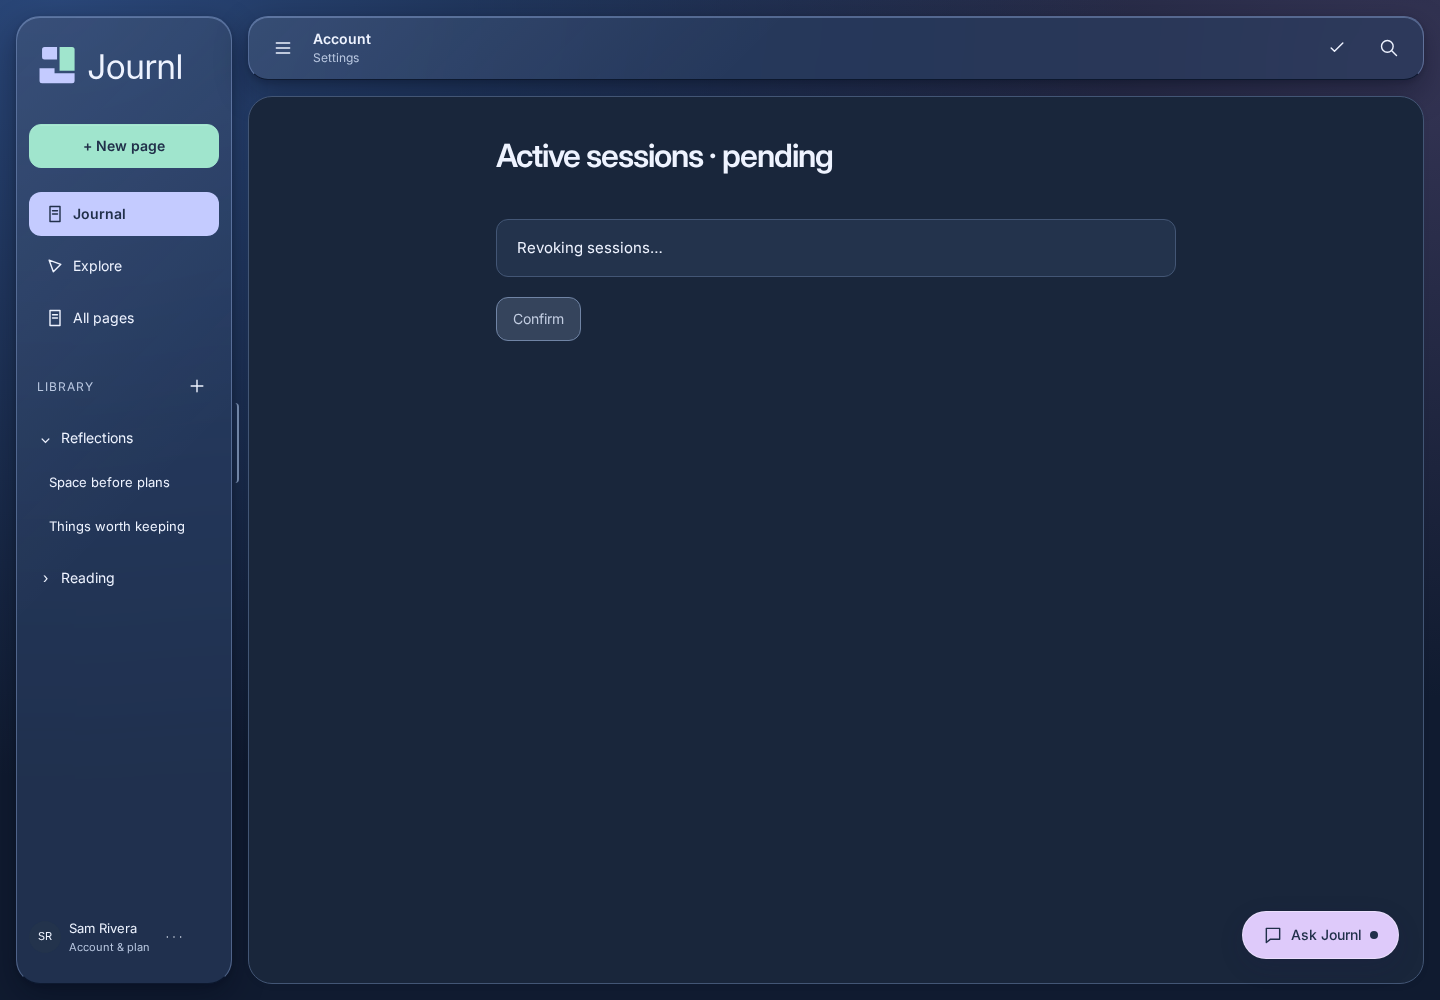 Journl
+ New page
Journal
Explore
All pages
LIBRARY
Reflections
Space before plans
Things worth keeping
Reading
SR
Sam Rivera
Account & plan
Account
Settings
Active sessions · pending
Revoking sessions...
Confirm
Ask Journl